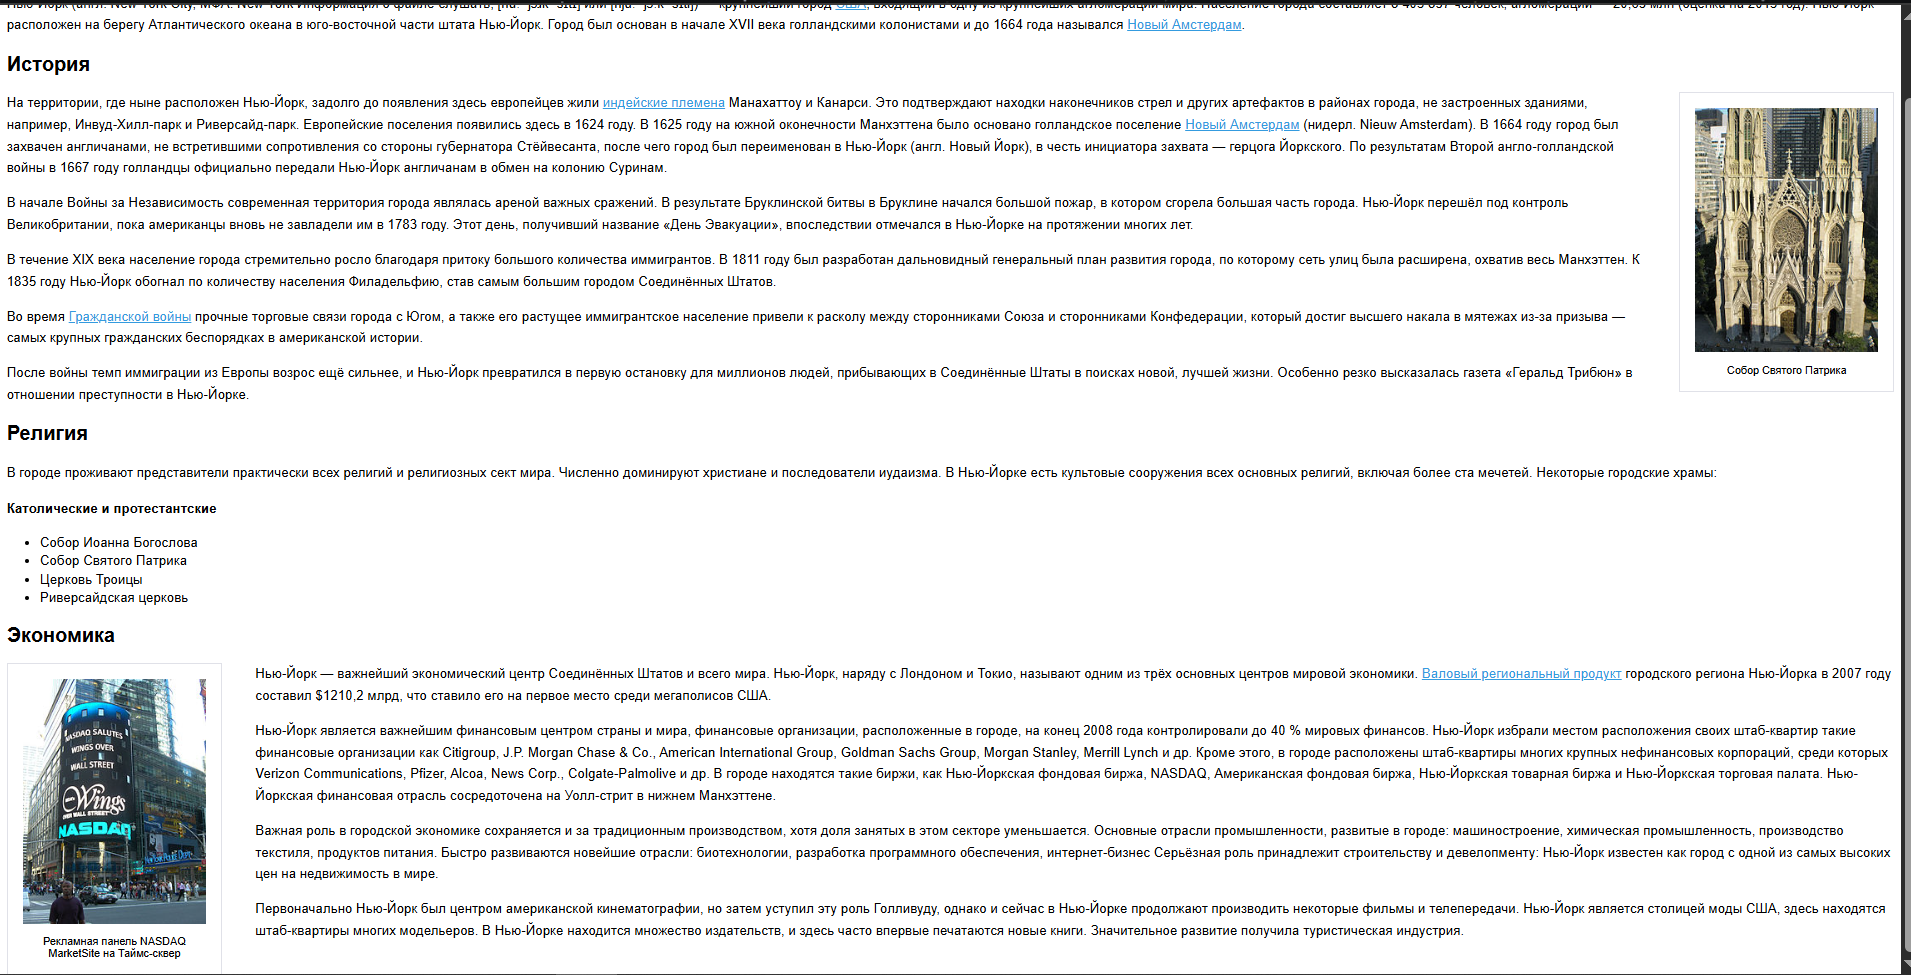 расположен на берегу Атлантического океана в юго-восточной части штата Нью-Йорк. Город был основан в начале XVII века голландскими колонистами и до 1664 года назывался Новый Амстердам.
История
На территории, где ныне расположен Нью-Йорк, задолго до появления здесь европейцев жили индейские племена Манахаттоу и Канарси. Это подтверждают находки наконечников стрел и других артефактов в районах города, не застроенных зданиями,
например, Инвуд-Хилл-парк и Риверсайд-парк. Европейские поселения появились здесь в 1624 году. В 1625 году на южной оконечности Манхэттена было основано голландское поселение Новый Амстердам (нидерл. Nieuw Amsterdam). В 1664 году город был
захвачен англичанами, не встретившими сопротивления со стороны губернатора Стёйвесанта, после чего город был переименован в Нью-Йорк (англ. Новый Йорк), в честь инициатора захвата — герцога Йоркского. По результатам Второй англо-голландской
войны в 1667 году голландцы официально передали Нью-Йорк англичанам в обмен на колонию Суринам.
В начале Войны за Независимость современная территория города являлась ареной важных сражений. В результате Бруклинской битвы в Бруклине начался большой пожар, в котором сгорела большая часть города. Нью-Йорк перешёл под контроль
Великобритании, пока американцы вновь не завладели им в 1783 году. Этот день, получивший название «День Эвакуации», впоследствии отмечался в Нью-Йорке на протяжении многих лет.
В течение XIX века население города стремительно росло благодаря притоку большого количества иммигрантов. В 1811 году был разработан дальновидный генеральный план развития города, по которому сеть улиц была расширена, охватив весь Манхэттен. К
1835 году Нью-Йорк обогнал по количеству населения Филадельфию, став самым большим городом Соединённых Штатов.
Во время Гражданской войны прочные торговые связи города с Югом, а также его растущее иммигрантское население привели к расколу между сторонниками Союза и сторонниками Конфедерации, который достиг высшего накала в мятежах из-за призыва —
самых крупных гражданских беспорядках в американской истории.
После войны темп иммиграции из Европы возрос ещё сильнее, и Нью-Йорк превратился в первую остановку для миллионов людей, прибывающих в Соединённые Штаты в поисках новой, лучшей жизни. Особенно резко высказалась газета «Геральд Трибюн» в
отношении преступности в Нью-Йорке.
Собор Святого Патрика
Религия
В городе проживают представители практически всех религий и религиозных сект мира. Численно доминируют христиане и последователи иудаизма. В Нью-Йорке есть культовые сооружения всех основных религий, включая более ста мечетей. Некоторые городские храмы:
Католические и протестантские
• Собор Иоанна Богослова
• Собор Святого Патрика
• Церковь Троицы
• Риверсайдская церковь
Экономика
NASDAQ SALUTES
WINGS OVER
WALL STREET
Wings
OVER WALL STREET
NASDAQ
Рекламная панель NASDAQ
MarketSite на Таймс-сквер
Нью-Йорк — важнейший экономический центр Соединённых Штатов и всего мира. Нью-Йорк, наряду с Лондоном и Токио, называют одним из трёх основных центров мировой экономики. Валовый региональный продукт городского региона Нью-Йорка в 2007 году
составил $1210,2 млрд, что ставило его на первое место среди мегаполисов США.
Нью-Йорк является важнейшим финансовым центром страны и мира, финансовые организации, расположенные в городе, на конец 2008 года контролировали до 40 % мировых финансов. Нью-Йорк избрали местом расположения своих штаб-квартир такие
финансовые организации как Citigroup, J.P. Morgan Chase & Co., American International Group, Goldman Sachs Group, Morgan Stanley, Merrill Lynch и др. Кроме этого, в городе расположены штаб-квартиры многих крупных нефинансовых корпораций, среди которых
Verizon Communications, Pfizer, Alcoa, News Corp., Colgate-Palmolive и др. В городе находятся такие биржи, как Нью-Йоркская фондовая биржа, NASDAQ, Американская фондовая биржа, Нью-Йоркская товарная биржа и Нью-Йоркская торговая палата. Нью-
Йоркская финансовая отрасль сосредоточена на Уолл-стрит в нижнем Манхэттене.
Важная роль в городской экономике сохраняется и за традиционным производством, хотя доля занятых в этом секторе уменьшается. Основные отрасли промышленности, развитые в городе: машиностроение, химическая промышленность, производство
текстиля, продуктов питания. Быстро развиваются новейшие отрасли: биотехнологии, разработка программного обеспечения, интернет-бизнес Серьёзная роль принадлежит строительству и девелопменту: Нью-Йорк известен как город с одной из самых высоких
цен на недвижимость в мире.
Первоначально Нью-Йорк был центром американской кинематографии, но затем уступил эту роль Голливуду, однако и сейчас в Нью-Йорке продолжают производить некоторые фильмы и телепередачи. Нью-Йорк является столицей моды США, здесь находятся
штаб-квартиры многих модельеров. В Нью-Йорке находится множество издательств, и здесь часто впервые печатаются новые книги. Значительное развитие получила туристическая индустрия.